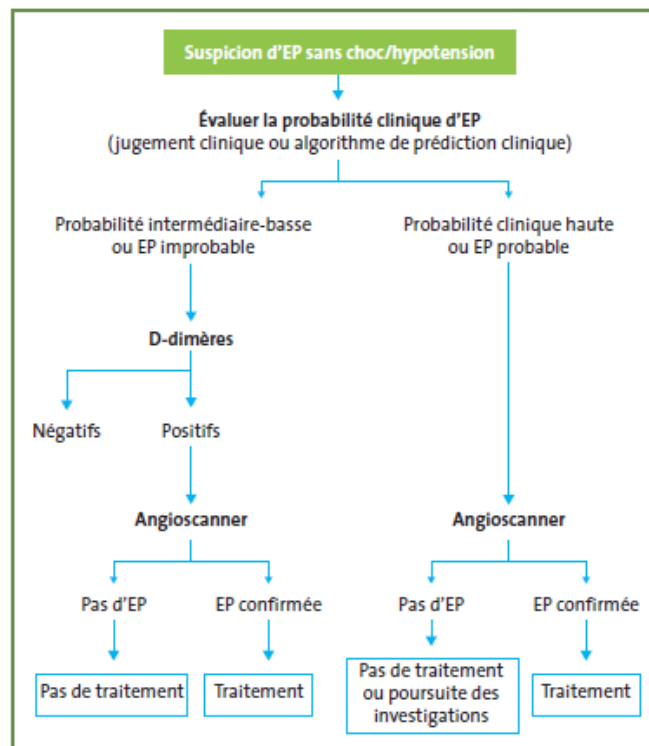 Suspicion d'EP sans choc/hypotension
Évaluer la probabilité clinique d'EP
(jugement clinique ou algorithme de prédiction clinique)
Probabilité intermédiaire-basse
ou EP improbable
Probabilité clinique haute
ou EP probable
D-dimères
Négatifs
Positifs
Angioscanner
Angioscanner
Pas d'EP
EP confirmée
Pas d'EP
EP confirmée
Pas de traitement
Traitement
Pas de traitement
ou poursuite des
investigations
Traitement